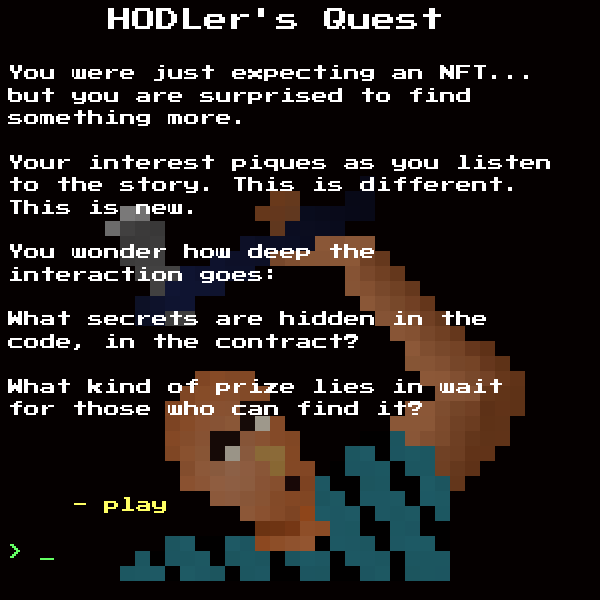 HODLer's Quest
You were just expecting an NFT...
but you are surprised to find
something more.
Your interest piques as you listen
to the story. This is different.
This is new.
You wonder how deep the
interaction goes:
What secrets are hidden in the
code, in the contract?
What kind of prize lies in wait
for those who can find it?
- play
> _